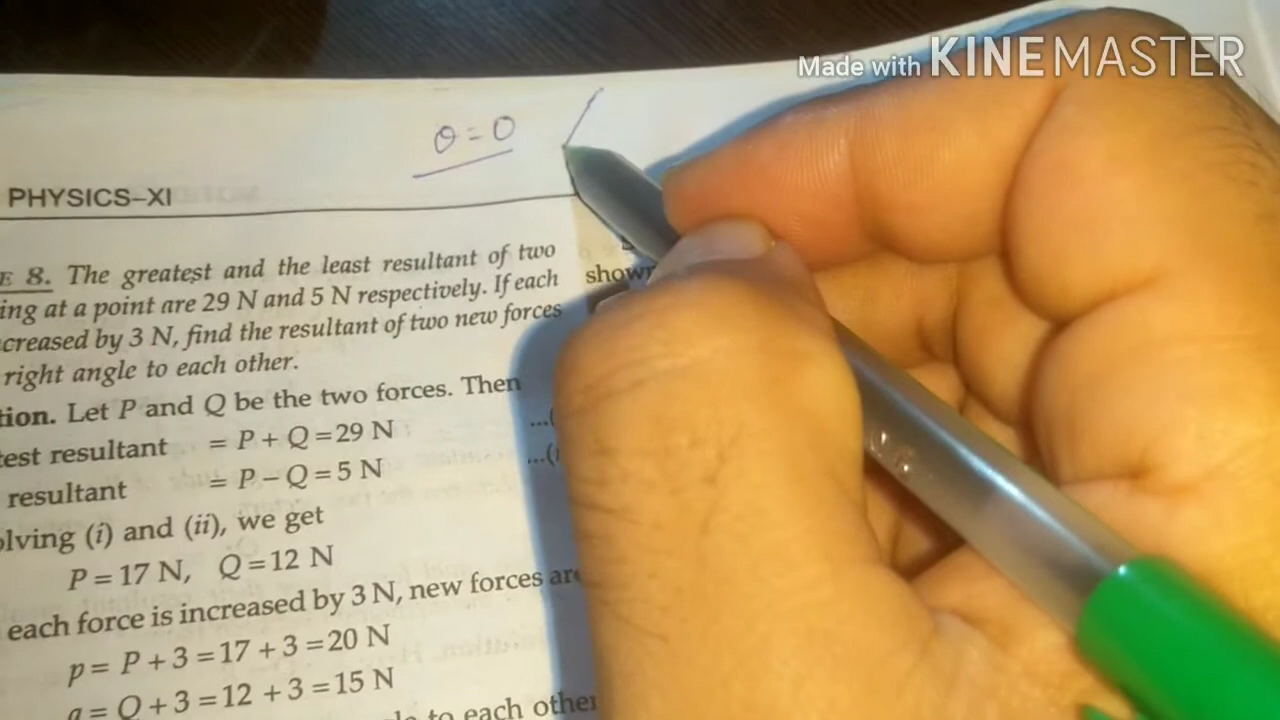 Made with KINEMASTER
θ = 0
PHYSICS–XI
E 8. The greatest and the least resultant of two
ing at a point are 29 N and 5 N respectively. If each
creased by 3 N, find the resultant of two new forces
right angle to each other.
shown
tion. Let P and Q be the two forces. Then
test resultant = P + Q = 29 N ...(
resultant = P – Q = 5 N ...(i
olving (i) and (ii), we get
P = 17 N, Q = 12 N
each force is increased by 3 N, new forces are
p = P + 3 = 17 + 3 = 20 N
q = Q + 3 = 12 + 3 = 15 N
to each other